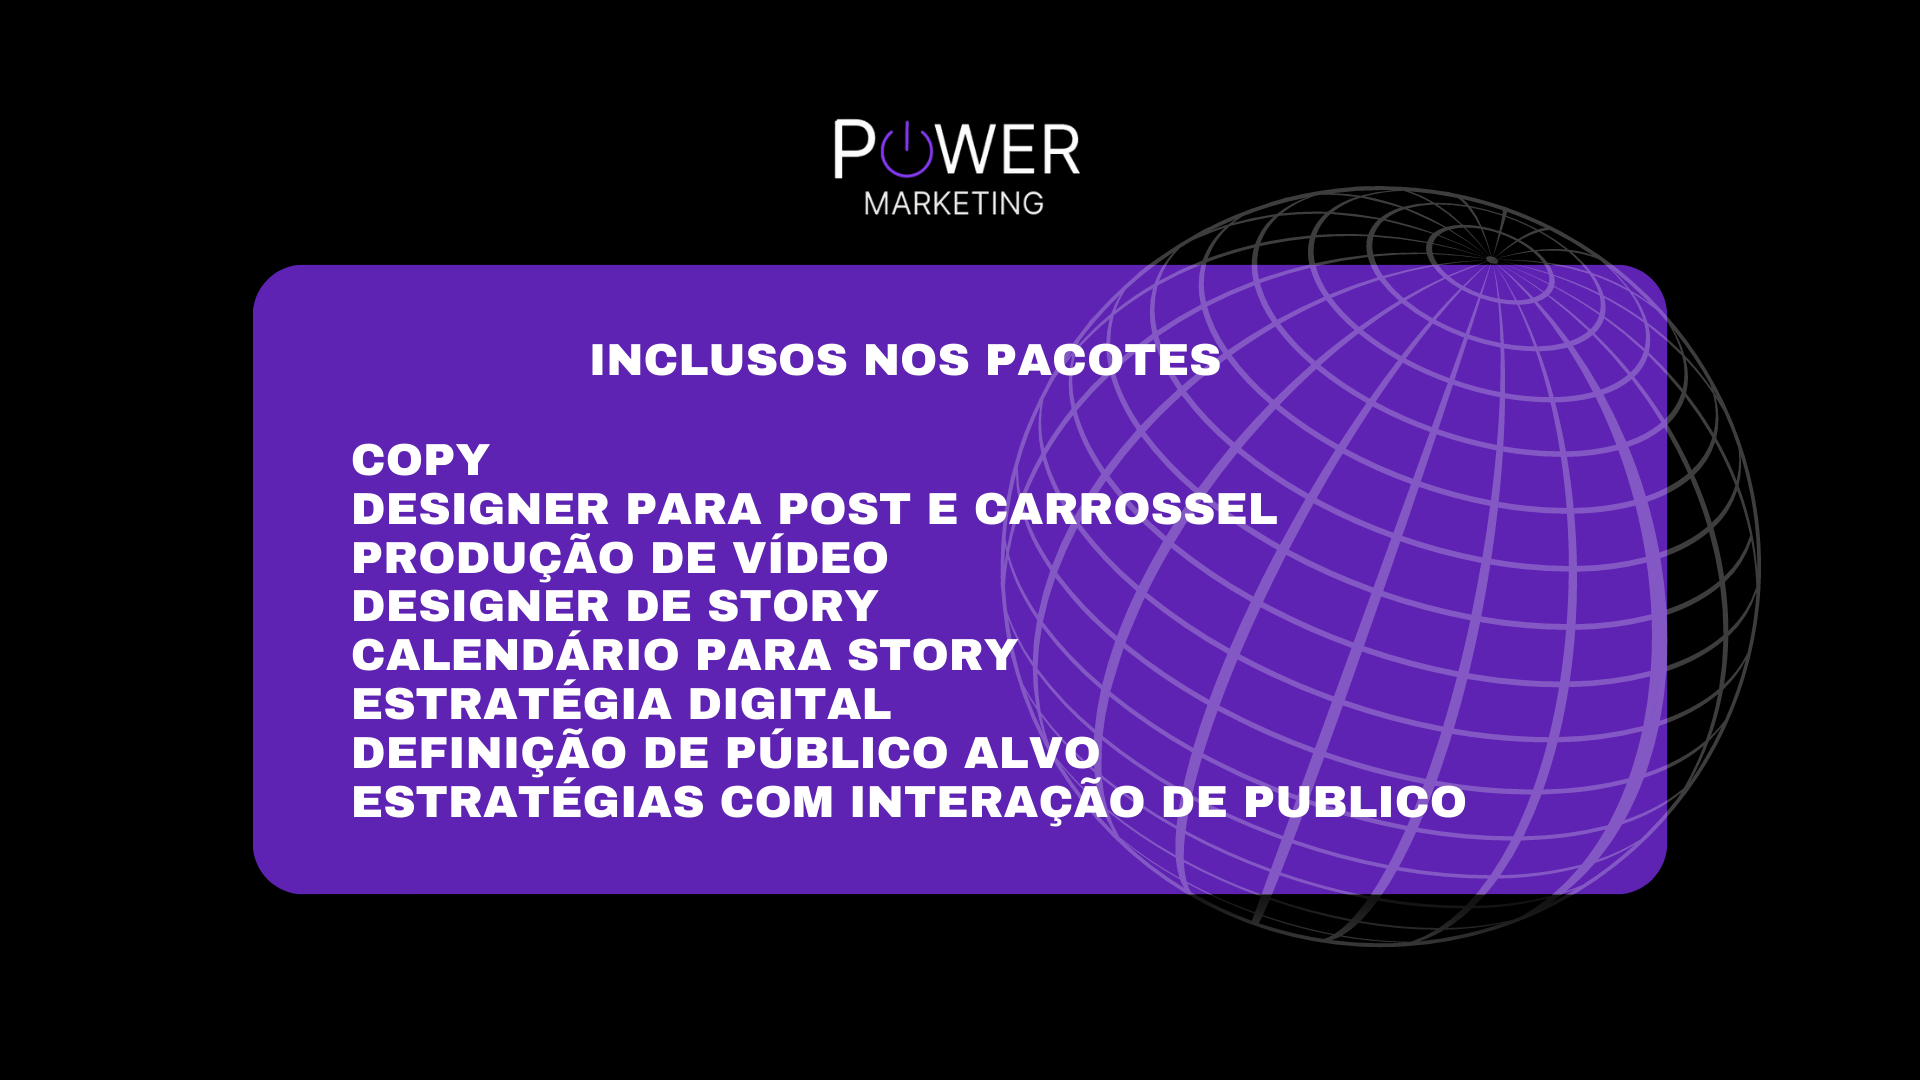 POWER
MARKETING
INCLUSOS NOS PACOTES
COPY
DESIGNER PARA POST E CARROSSEL
PRODUÇÃO DE VÍDEO
DESIGNER DE STORY
CALENDÁRIO PARA STORY
ESTRATÉGIA DIGITAL
DEFINIÇÃO DE PÚBLICO ALVO
ESTRATÉGIAS COM INTERAÇÃO DE PUBLICO